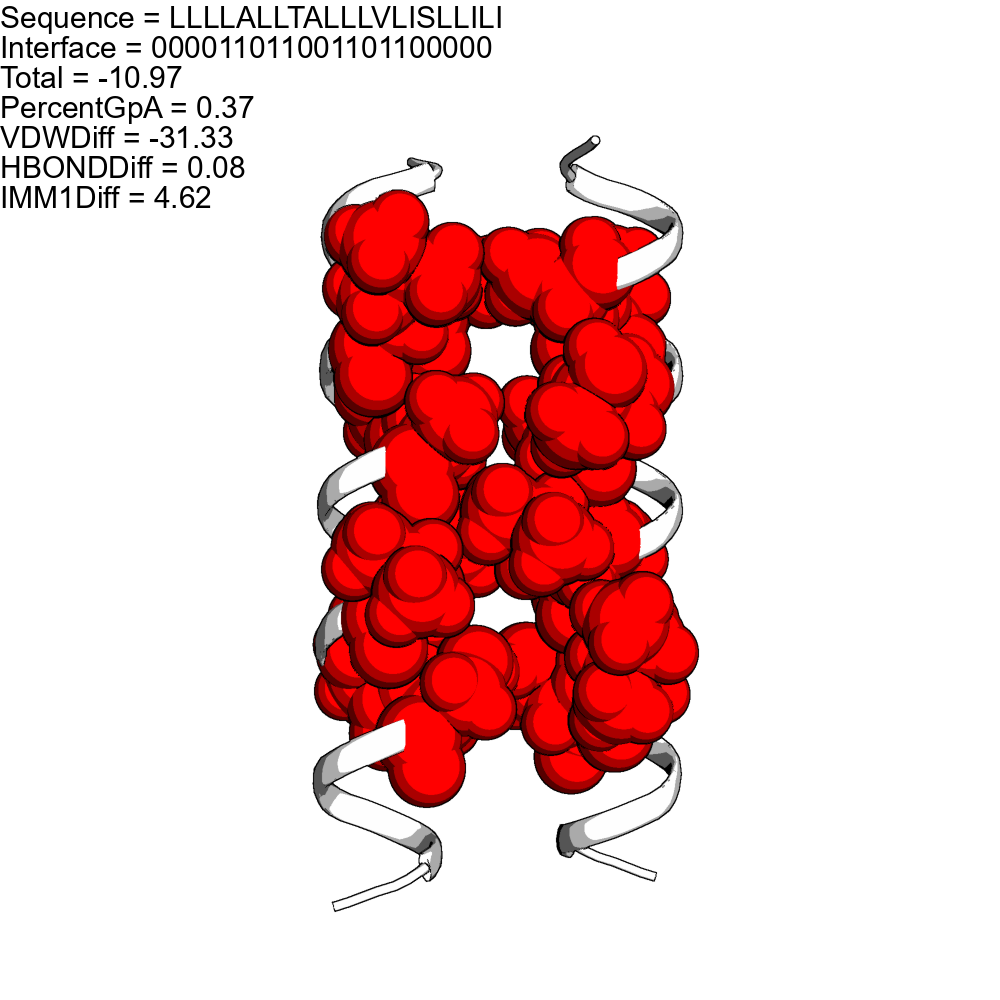 Sequence = LLLLALLTALLLVLISLLILI
Interface = 000011011001101100000
Total = -10.97
PercentGpA = 0.37
VDWDiff = -31.33
HBONDDiff = 0.08
IMM1Diff = 4.62